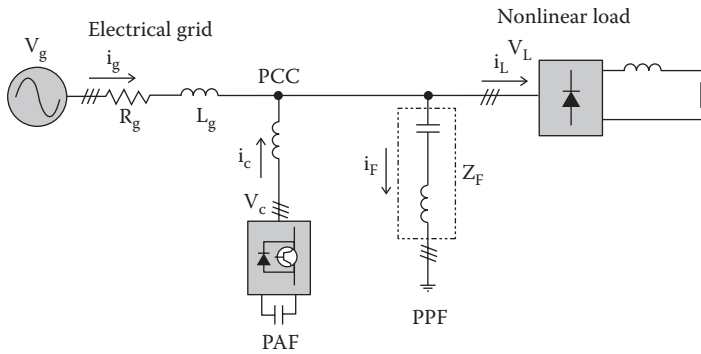 Electrical grid
Nonlinear load
V_g
i_g
R_g
L_g
PCC
i_L
V_L
i_c
V_c
i_F
Z_F
PAF
PPF